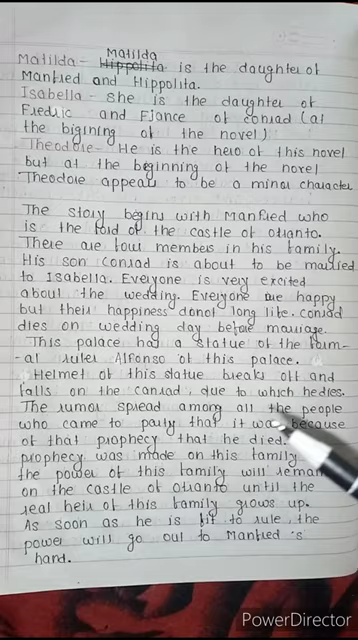 Matilda
Matilda - Hippolita is the daughter of
Manfred and Hippolita.
Isabella - she is the daughter of
Fredric and Fiance of conrad (at
the bigining of the novel)
Theodore - He is the hero of this novel
but at the beginning of the novel
Theodore appears to be a minor character
The story begins with Manfred who
is the lord of the castle of otranto.
There are four members in his family.
His son conrad is about to be married
to Isabella. Everyone is very excited
about the wedding. Everyone are happy
but their happiness donot long like. conrad
dies on wedding day before marriage.
This palace has a statue of the form-
-al ruler Alfonso of this palace.
Helmet of this statue breaks off and
falls on the conrad, due to which he dies.
The rumor spread among all the people
who came to party that it was because
of that prophecy that he died.
prophecy was made on this family
the power of this family will remain
on the castle of otranto until the
real heir of this family grows up.
As soon as he is fit to rule, the
power will go out to Manfred's
hand.
PowerDirector